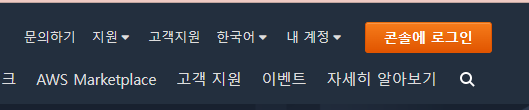 문의하기 지원 고객지원 한국어 내 계정 콘솔에 로그인
크 AWS Marketplace 고객 지원 이벤트 자세히 알아보기